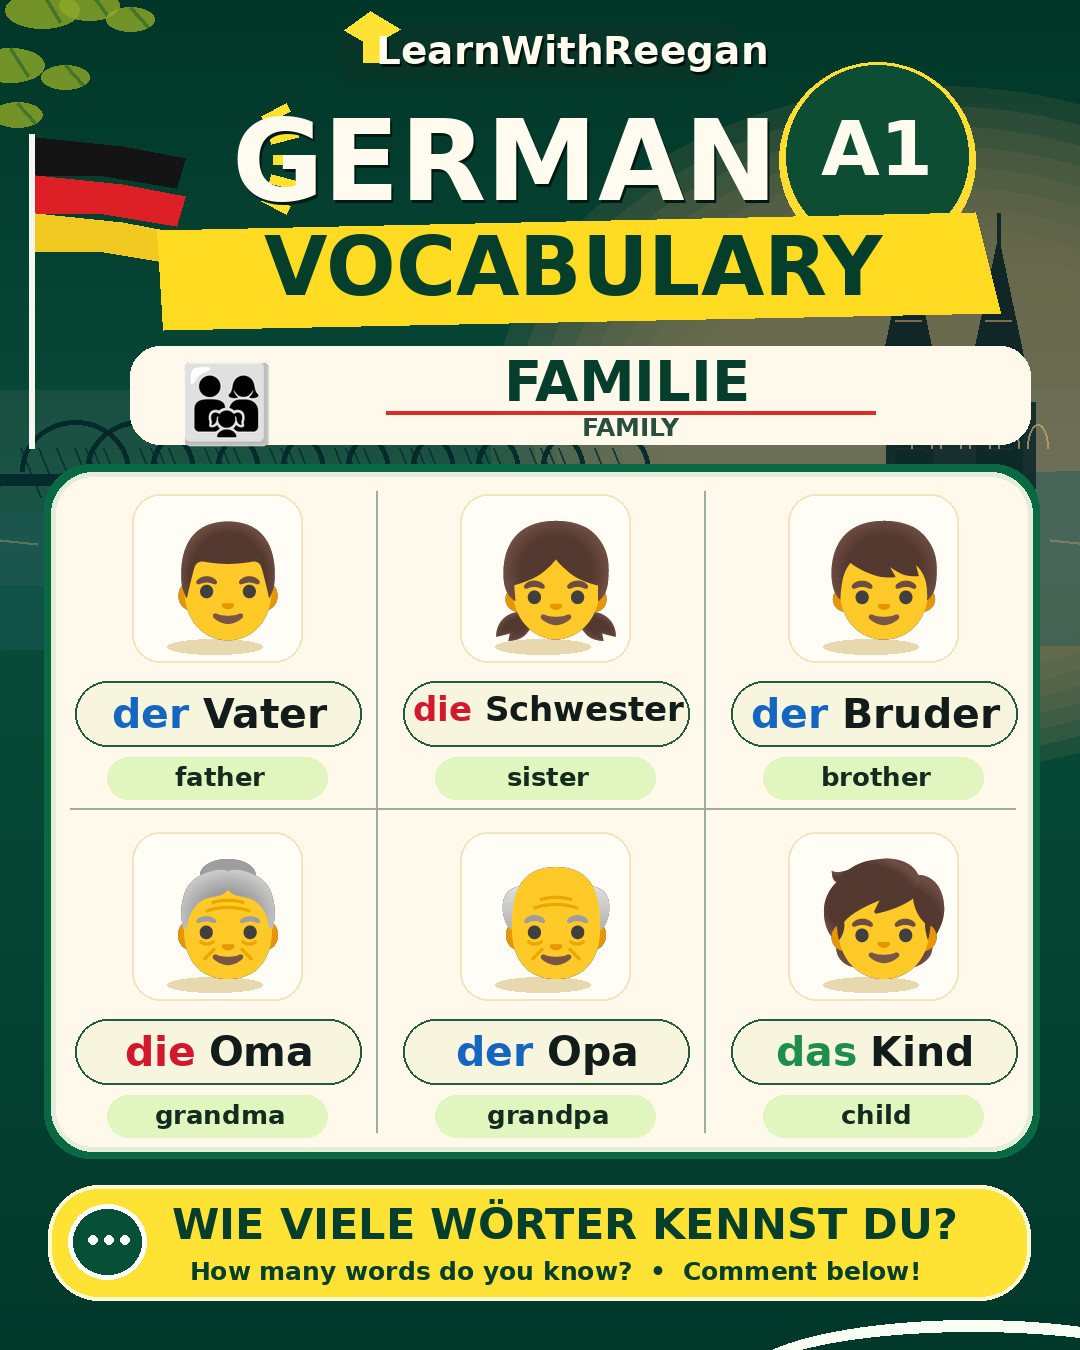 LearnWithReegan
GERMAN A1
VOCABULARY
FAMILIE
FAMILY
der Vater
die Schwester
der Bruder
father
sister
brother
die Oma
der Opa
das Kind
grandma
grandpa
child
WIE VIELE WÖRTER KENNST DU?
How many words do you know? • Comment below!